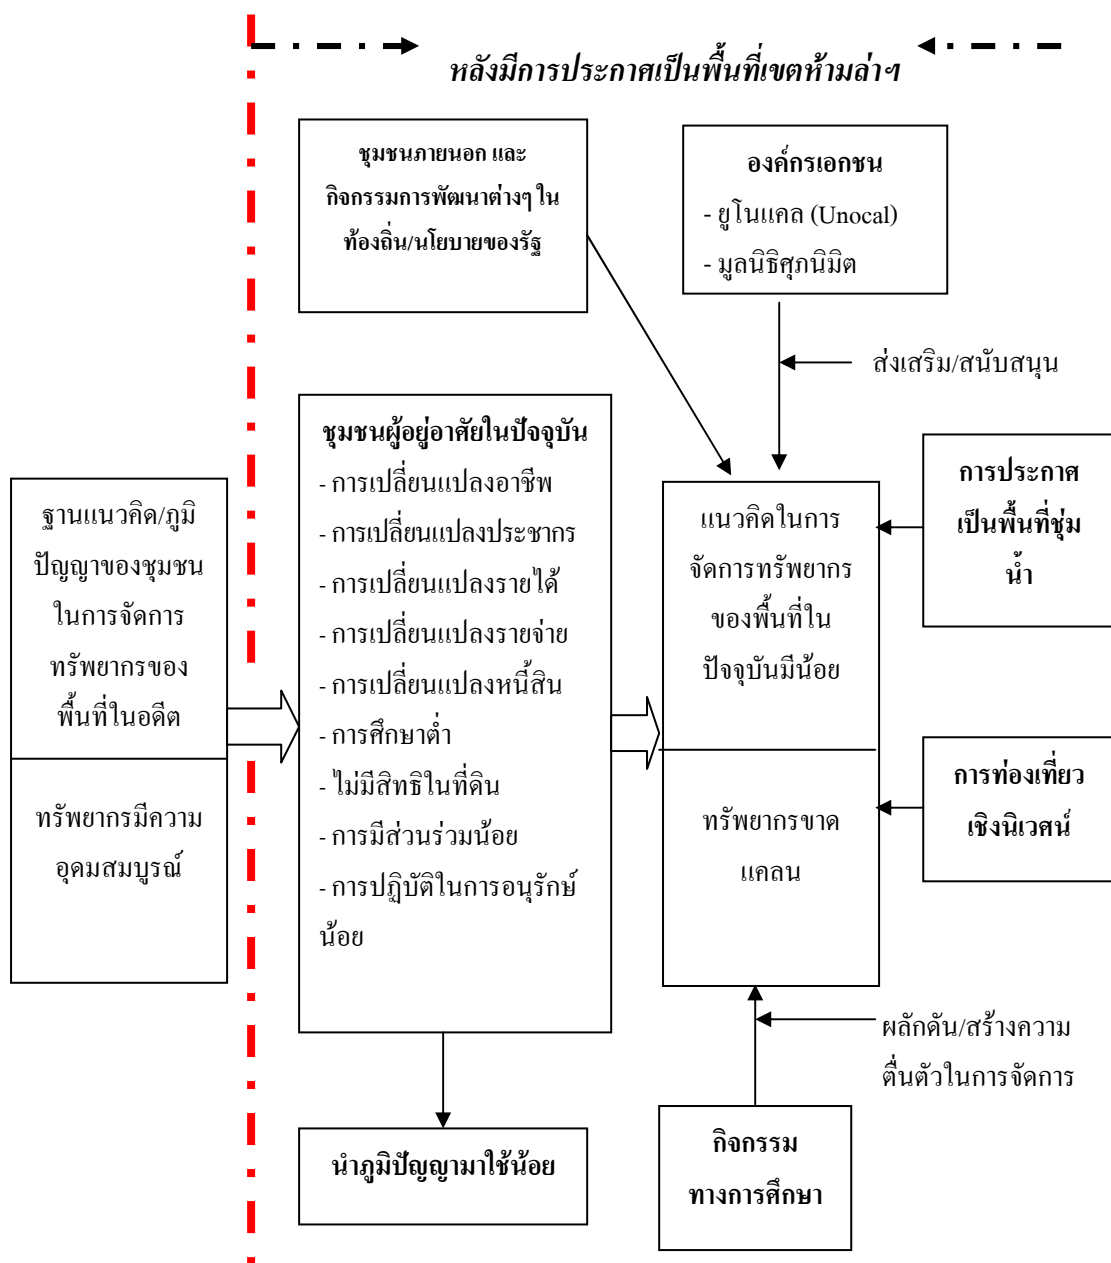 หลังมีการประกาศเป็นพื้นที่เขตห้ามล่าฯ
ชุมชนภายนอก และ
กิจกรรมการพัฒนาต่างๆ ใน
ท้องถิ่น/นโยบายของรัฐ
องค์กรเอกชน
- ยูโนแคล (Unocal)
- มูลนิธิศุภนิมิต
ส่งเสริม/สนับสนุน
ฐานแนวคิด/ภูมิ
ปัญญาของชุมชน
ในการจัดการ
ทรัพยากรของ
พื้นที่ในอดีต
ทรัพยากรมีความ
อุดมสมบูรณ์
ชุมชนผู้อยู่อาศัยในปัจจุบัน
- การเปลี่ยนแปลงอาชีพ
- การเปลี่ยนแปลงประชากร
- การเปลี่ยนแปลงรายได้
- การเปลี่ยนแปลงรายจ่าย
- การเปลี่ยนแปลงหนี้สิน
- การศึกษาต่ำ
- ไม่มีสิทธิในที่ดิน
- การมีส่วนร่วมน้อย
- การปฏิบัติในการอนุรักษ์
น้อย
แนวคิดในการ
จัดการทรัพยากร
ของพื้นที่ใน
ปัจจุบันมีน้อย
ทรัพยากรขาด
แคลน
การประกาศ
เป็นพื้นที่ชุ่ม
น้ำ
การท่องเที่ยว
เชิงนิเวศน์
ผลักดัน/สร้างความ
ตื่นตัวในการจัดการ
นำภูมิปัญญามาใช้น้อย
กิจกรรม
ทางการศึกษา